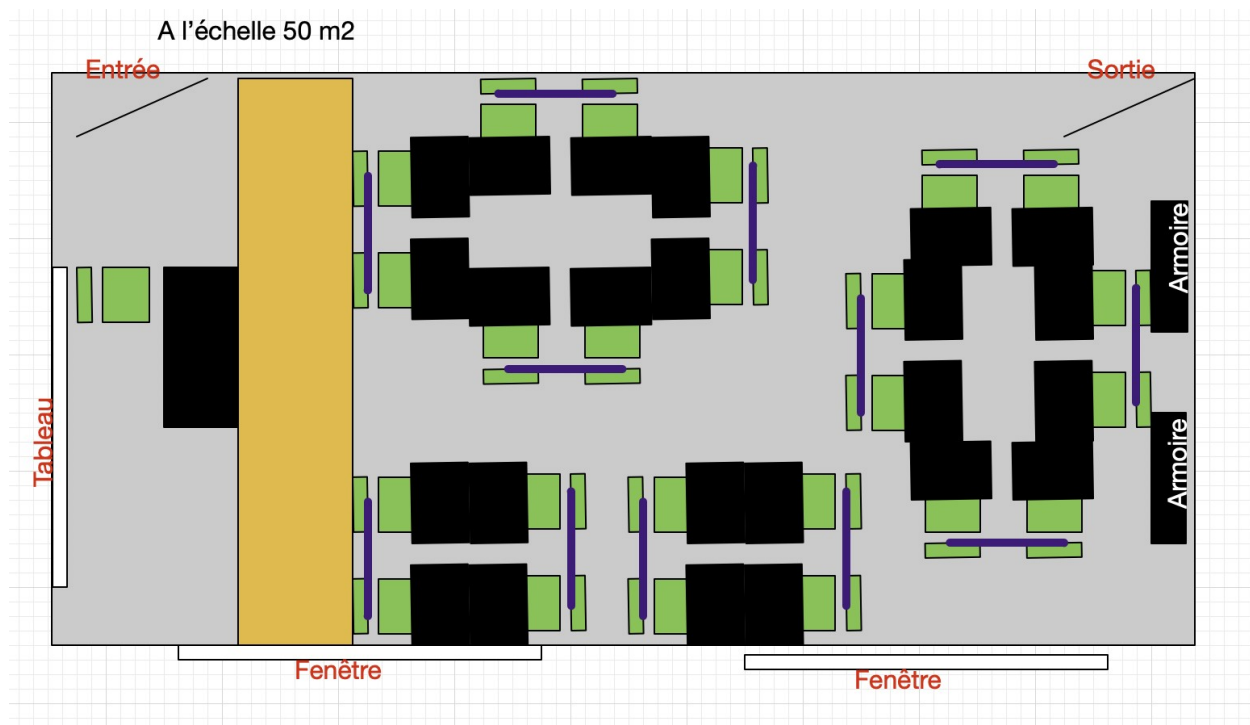 A l’échelle 50 m2
Entrée
Sortie
Armoire
Tableau
Armoire
Fenêtre
Fenêtre